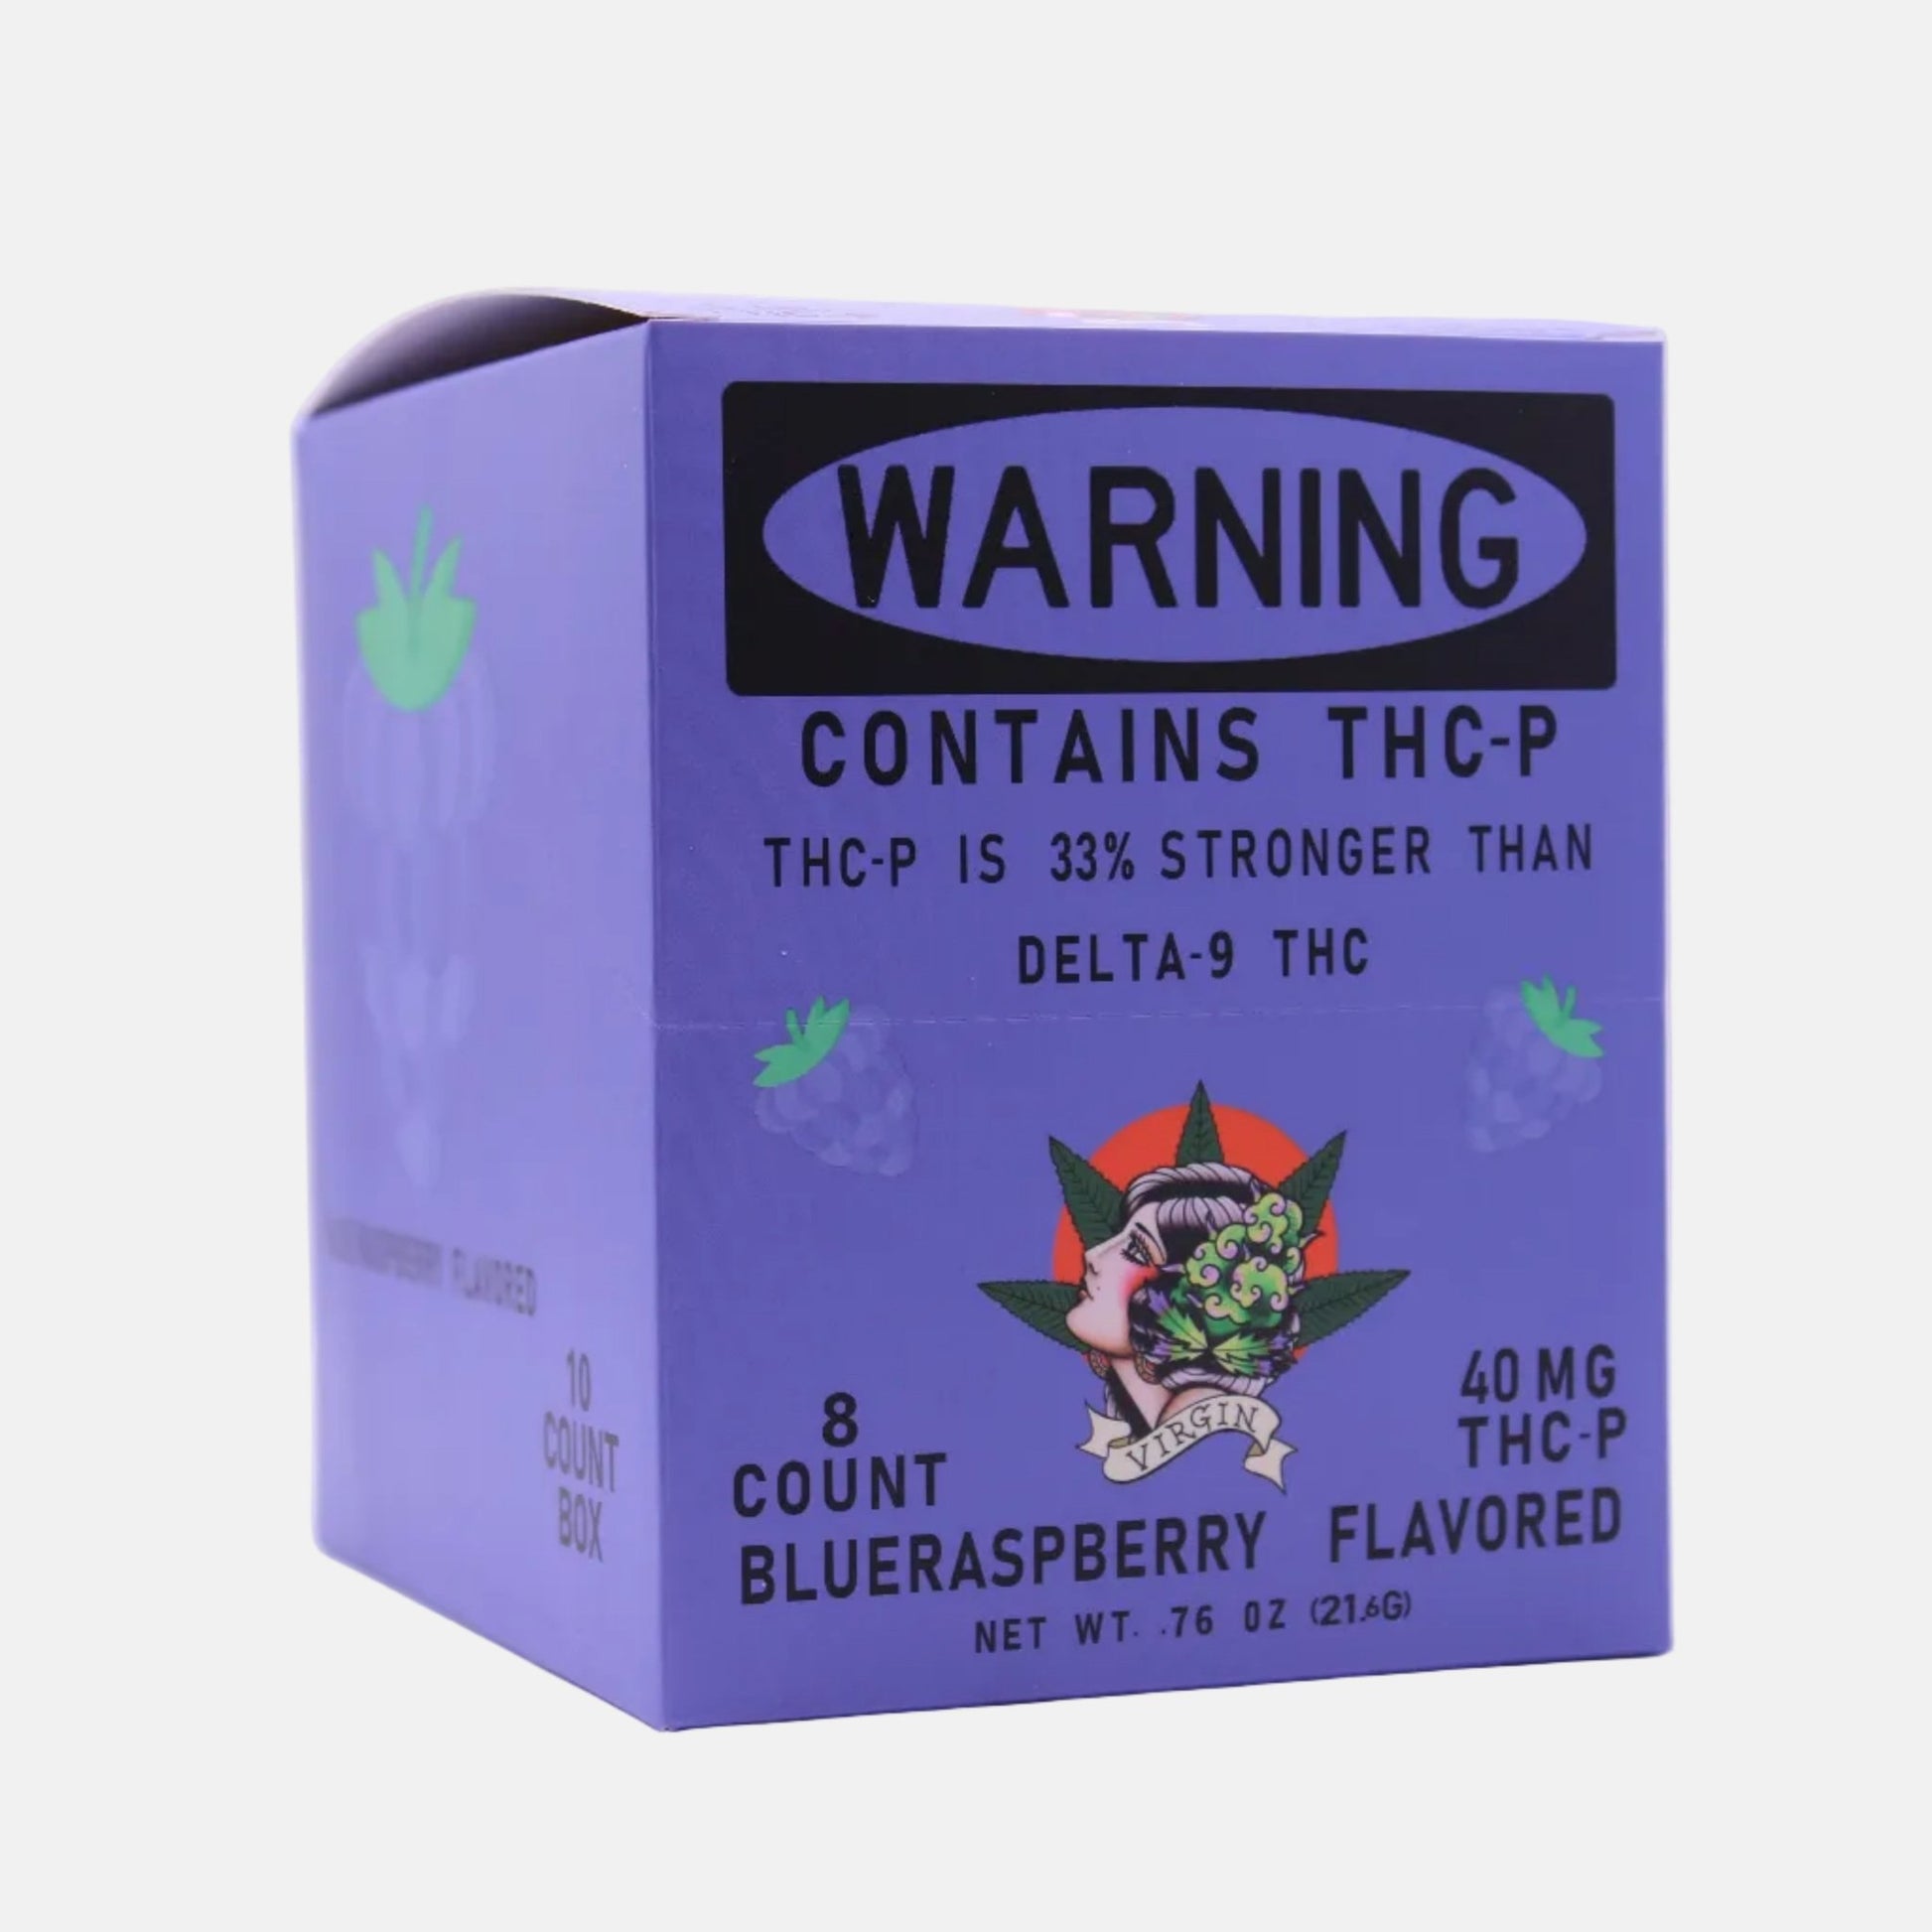 WARNING
CONTAINS THC-P
THC-P IS 33% STRONGER THAN
DELTA-9 THC
VIRGIN
8
COUNT
40 MG
THC-P
BLUERASPBERRY FLAVORED
NET WT. .76 OZ (21.6G)
FLAVORED
10
COUNT
BOX